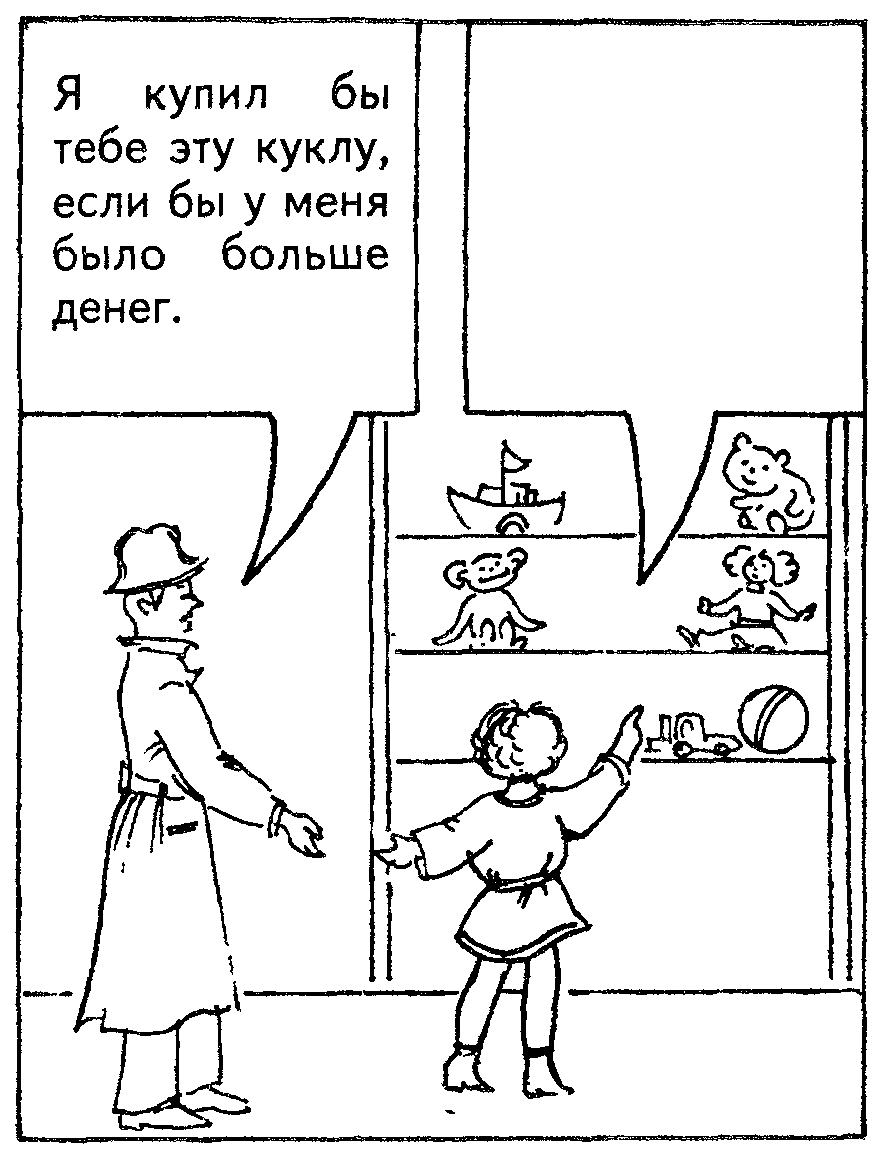 Я купил бы
тебе эту куклу,
если бы у меня
было больше
денег.